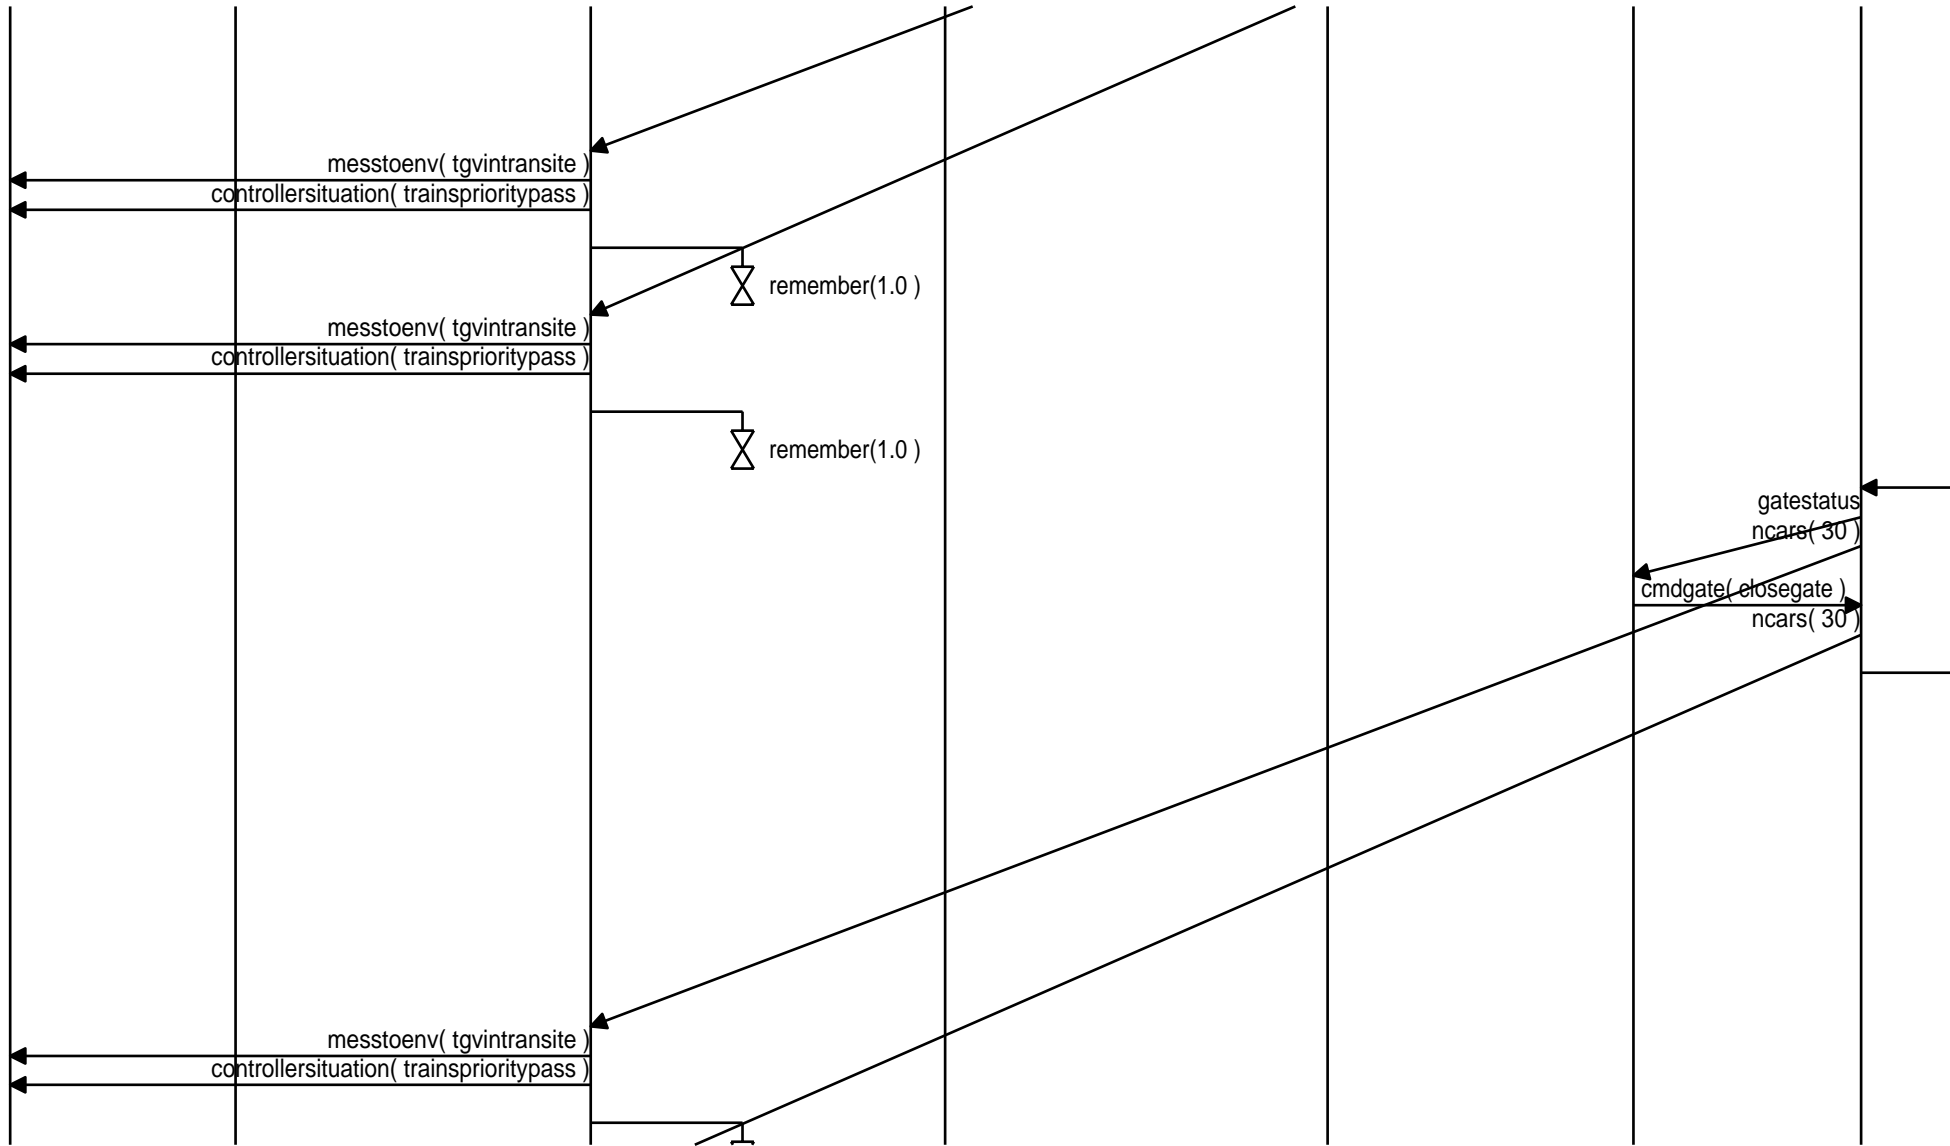 messtoenv( tgvintransite )
controllersituation( trainsprioritypass )
remember(1.0 )
messtoenv( tgvintransite )
controllersituation( trainsprioritypass )
remember(1.0 )
gatestatus
ncars( 30 )
cmdgate( closegate )
ncars( 30 )
messtoenv( tgvintransite )
controllersituation( trainsprioritypass )